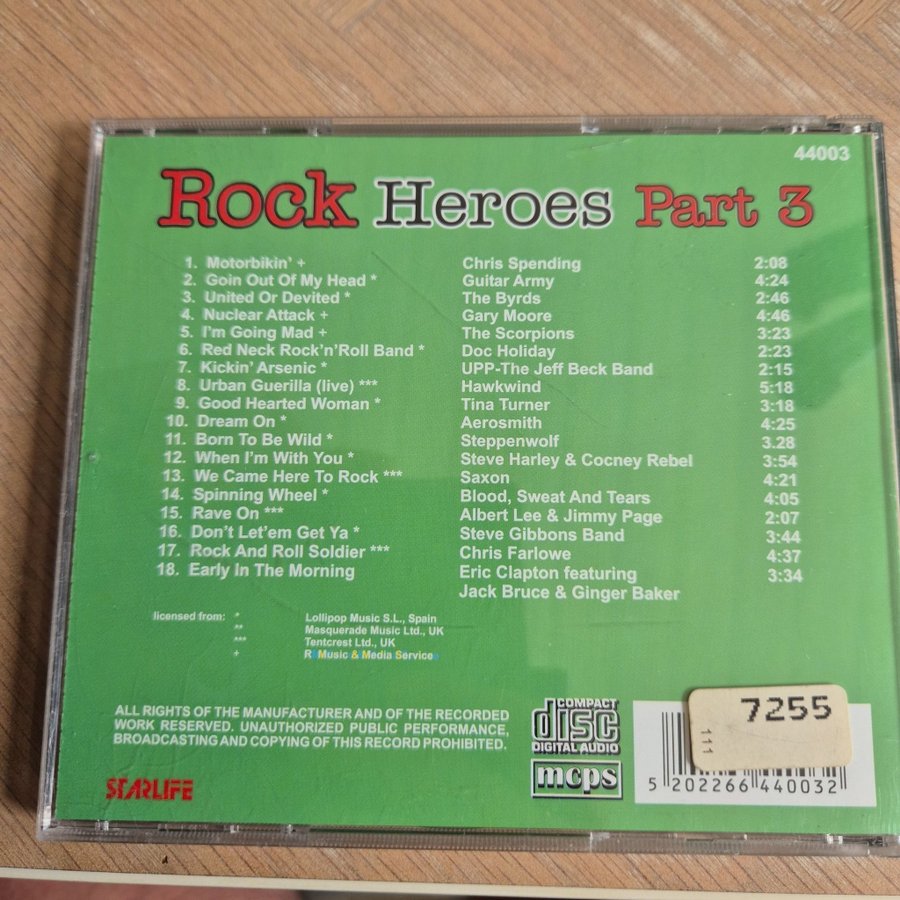 44003
Rock Heroes Part 3
1. Motorbikin' + Chris Spending 2:08
2. Goin Out Of My Head * Guitar Army 4:24
3. United Or Devited * The Byrds 2:46
4. Nuclear Attack + Gary Moore 4:46
5. I'm Going Mad + The Scorpions 3:23
6. Red Neck Rock'n'Roll Band * Doc Holiday 2:23
7. Kickin' Arsenic * UPP-The Jeff Beck Band 2:15
8. Urban Guerilla (live) *** Hawkwind 5:18
9. Good Hearted Woman * Tina Turner 3:18
10. Dream On * Aerosmith 4:25
11. Born To Be Wild * Steppenwolf 3.28
12. When I'm With You * Steve Harley & Cocney Rebel 3:54
13. We Came Here To Rock *** Saxon 4:21
14. Spinning Wheel * Blood, Sweat And Tears 4:05
15. Rave On *** Albert Lee & Jimmy Page 2:07
16. Don't Let'em Get Ya * Steve Gibbons Band 3:44
17. Rock And Roll Soldier *** Chris Farlowe 4:37
18. Early In The Morning Eric Clapton featuring 3:34
Jack Bruce & Ginger Baker
licensed from: * Lollipop Music S.L., Spain
** Masquerade Music Ltd., UK
*** Tentcrest Ltd., UK
+ Music & Media Service
ALL RIGHTS OF THE MANUFACTURER AND OF THE RECORDED
WORK RESERVED. UNAUTHORIZED PUBLIC PERFORMANCE,
BROADCASTING AND COPYING OF THIS RECORD PROHIBITED.
STARLIFE
COMPACT
disc
DIGITAL AUDIO
mcps
7255
111
5 202266 440032